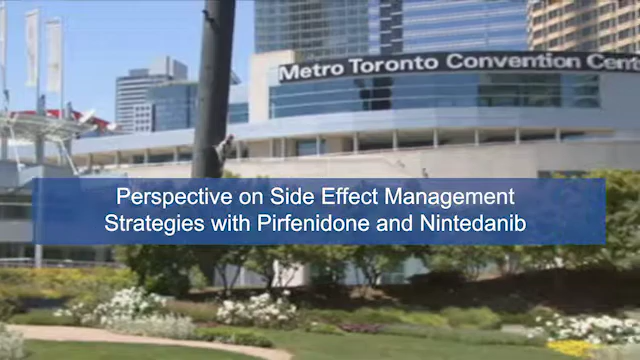 Metro Toronto Convention Cent
Perspective on Side Effect Management
Strategies with Pirfenidone and Nintedanib